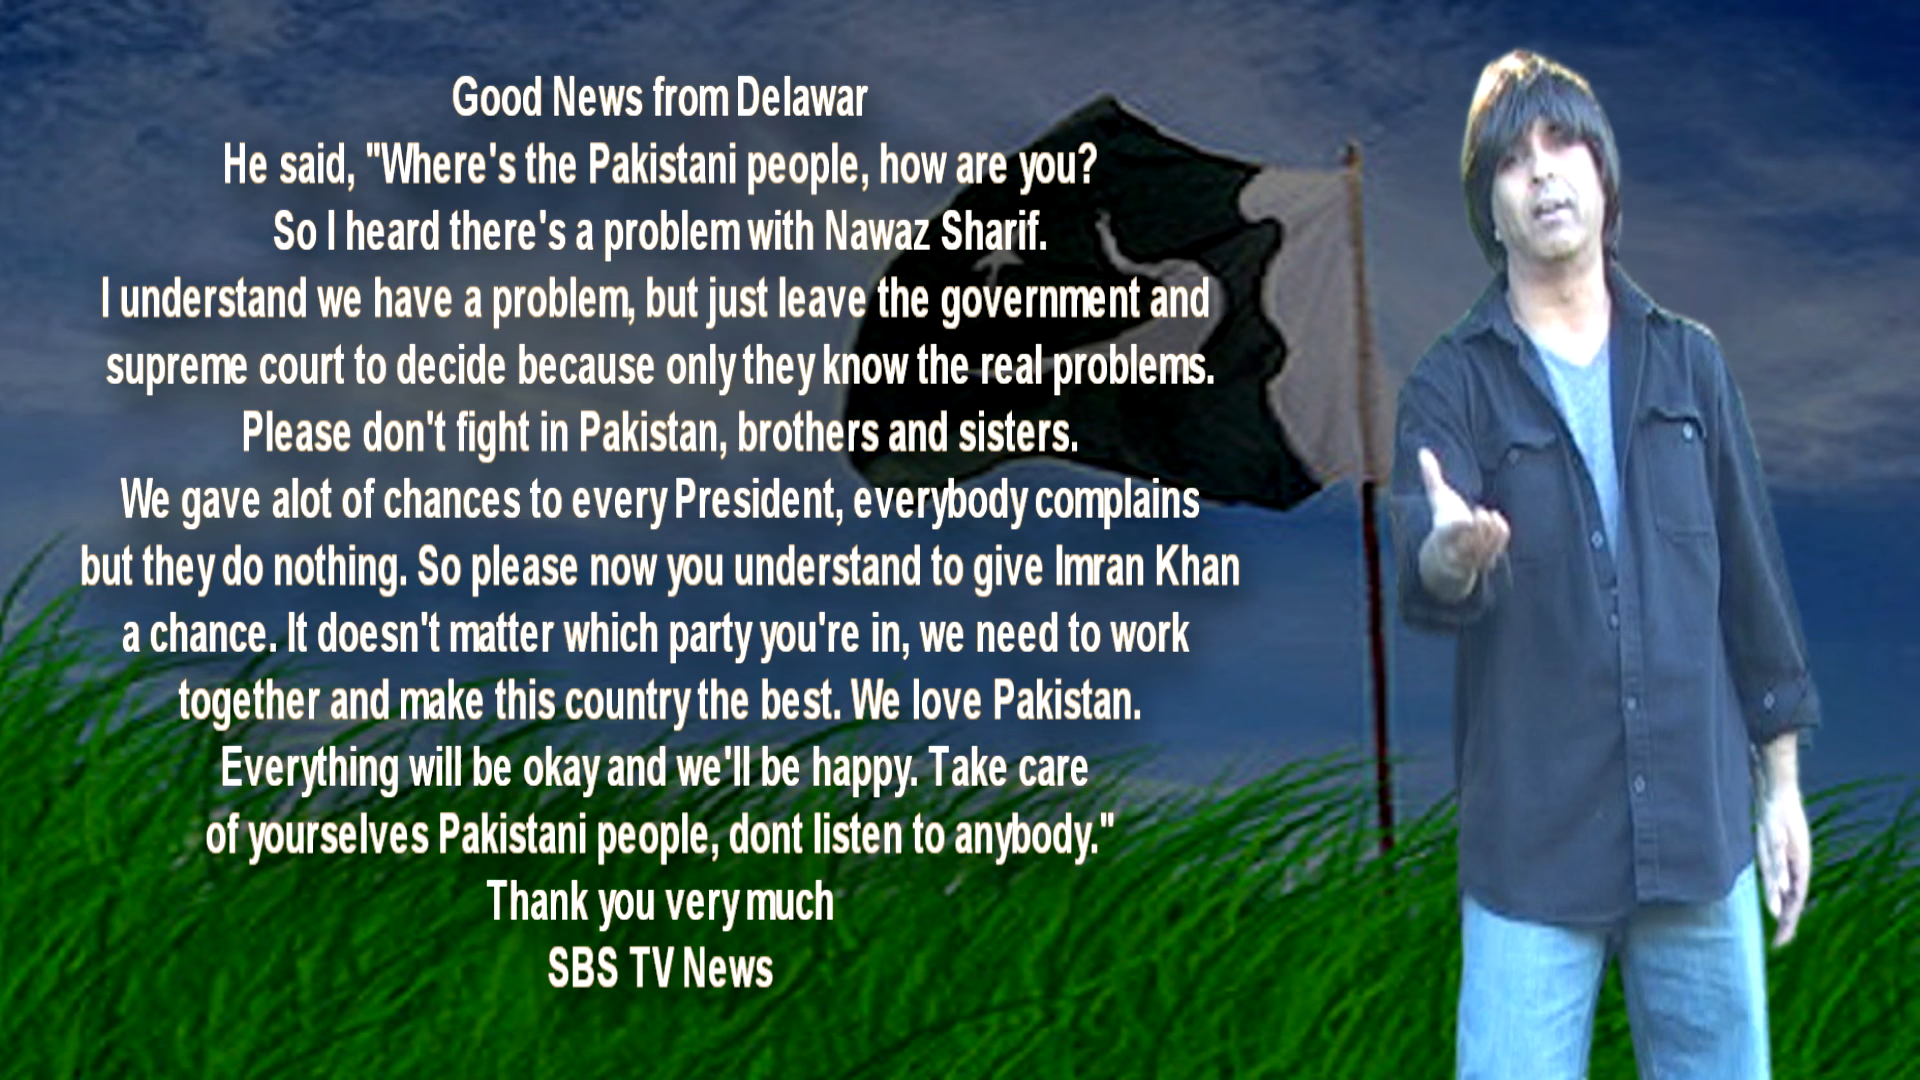 Good News from Delawar
He said, "Where's the Pakistani people, how are you?
So I heard there's a problem with Nawaz Sharif.
I understand we have a problem, but just leave the government and
supreme court to decide because only they know the real problems.
Please don't fight in Pakistan, brothers and sisters.
We gave alot of chances to every President, everybody complains
but they do nothing. So please now you understand to give Imran Khan
a chance. It doesn't matter which party you're in, we need to work
together and make this country the best. We love Pakistan.
Everything will be okay and we'll be happy. Take care
of yourselves Pakistani people, dont listen to anybody."
Thank you very much
SBS TV News